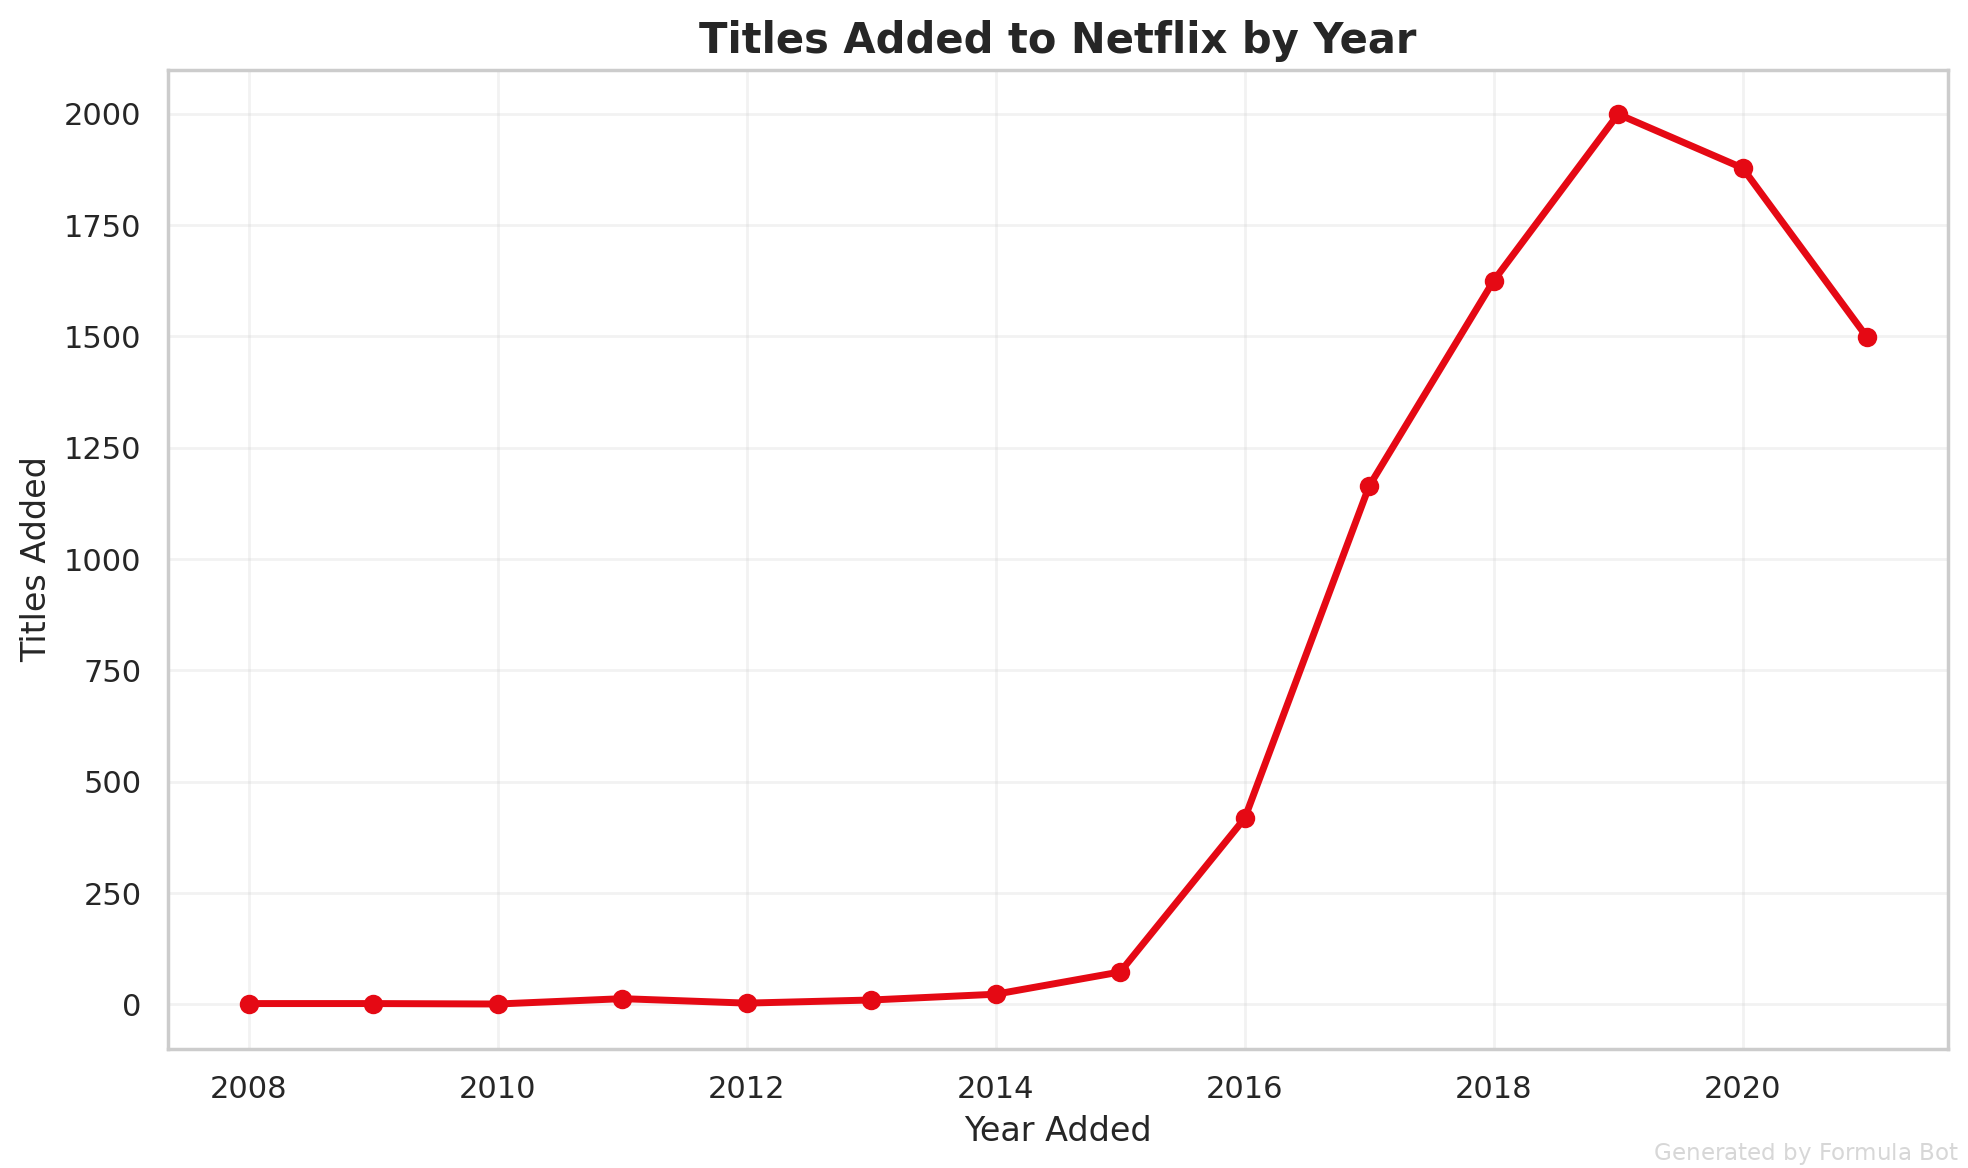 Titles Added to Netflix by Year
Titles Added
2000
1750
1500
1250
1000
750
500
250
0
2008 2010 2012 2014 2016 2018 2020
Year Added
Generated by Formula Bot